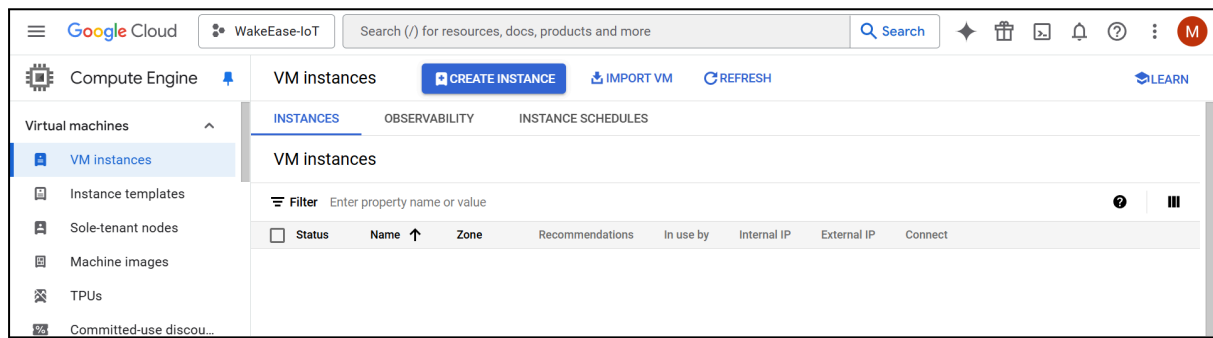 Google Cloud WakeEase-IoT Search (/) for resources, docs, products and more Search M
Compute Engine VM instances CREATE INSTANCE IMPORT VM REFRESH LEARN
Virtual machines
VM instances
Instance templates
Sole-tenant nodes
Machine images
TPUs
Committed-use discou...
INSTANCES OBSERVABILITY INSTANCE SCHEDULES
VM instances
Filter Enter property name or value
Status Name Zone Recommendations In use by Internal IP External IP Connect